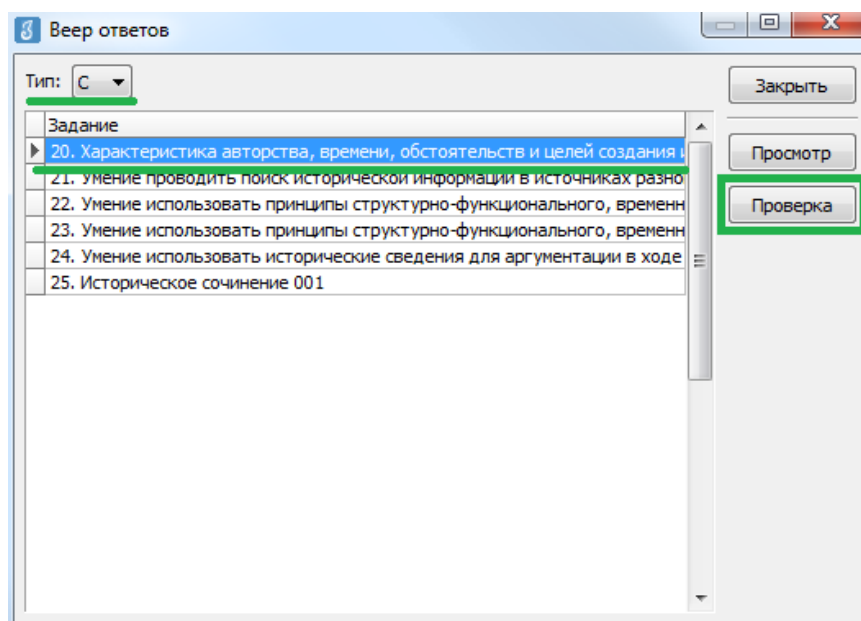 Веер ответов
Тип: C
Закрыть
Задание
20. Характеристика авторства, времени, обстоятельств и целей создания
Просмотр
21. Умение проводить поиск исторической информации в источниках разно
Проверка
22. Умение использовать принципы структурно-функционального, временн
23. Умение использовать принципы структурно-функционального, временн
24. Умение использовать исторические сведения для аргументации в ходе
25. Историческое сочинение 001